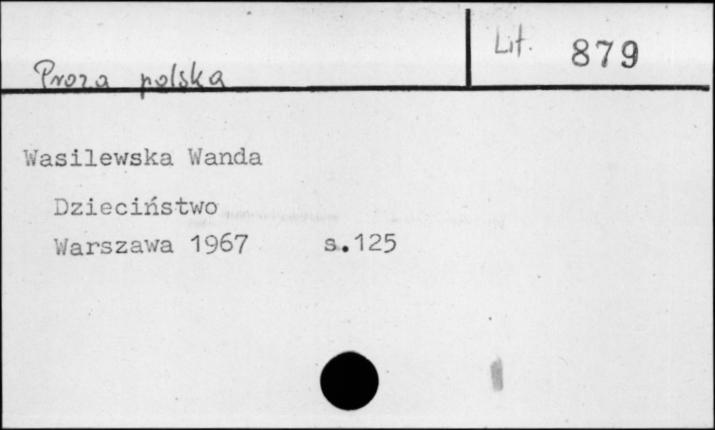 Proza polska
Lit. 879
Wasilewska Wanda
Dzieciństwo
Warszawa 1967 s.125